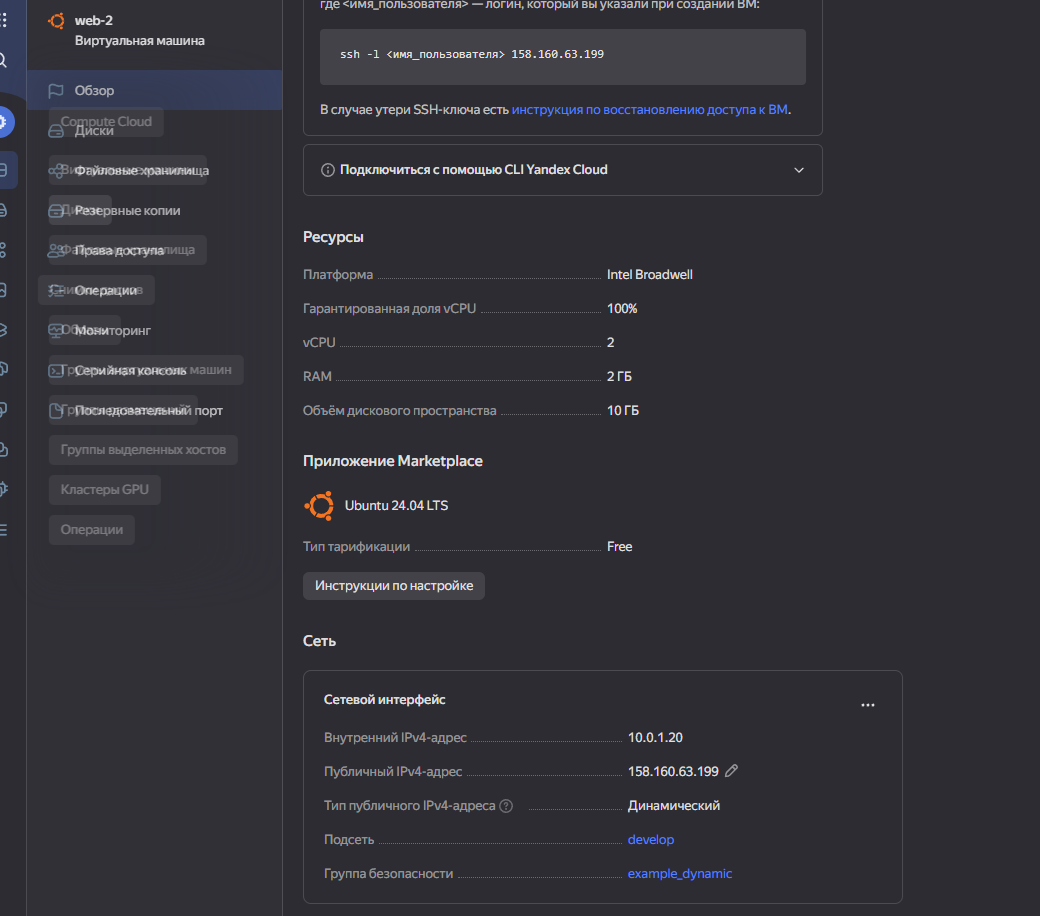 web-2
Виртуальная машина
Обзор
Compute Cloud
Диски
Файловые хранилища
Резервные копии
Права доступа
Операции
Мониторинг
Серийная консоль
Последовательный порт
Группы выделенных хостов
Кластеры GPU
Операции
где <имя_пользователя> — логин, который вы указали при создании ВМ:
ssh -l <имя_пользователя> 158.160.63.199
В случае утери SSH-ключа есть инструкция по восстановлению доступа к ВМ.
Подключиться с помощью CLI Yandex Cloud
Ресурсы
Платформа Intel Broadwell
Гарантированная доля vCPU 100%
vCPU 2
RAM 2 ГБ
Объём дискового пространства 10 ГБ
Приложение Marketplace
Ubuntu 24.04 LTS
Тип тарификации Free
Инструкции по настройке
Сеть
Сетевой интерфейс
Внутренний IPv4-адрес 10.0.1.20
Публичный IPv4-адрес 158.160.63.199
Тип публичного IPv4-адреса Динамический
Подсеть develop
Группа безопасности example_dynamic